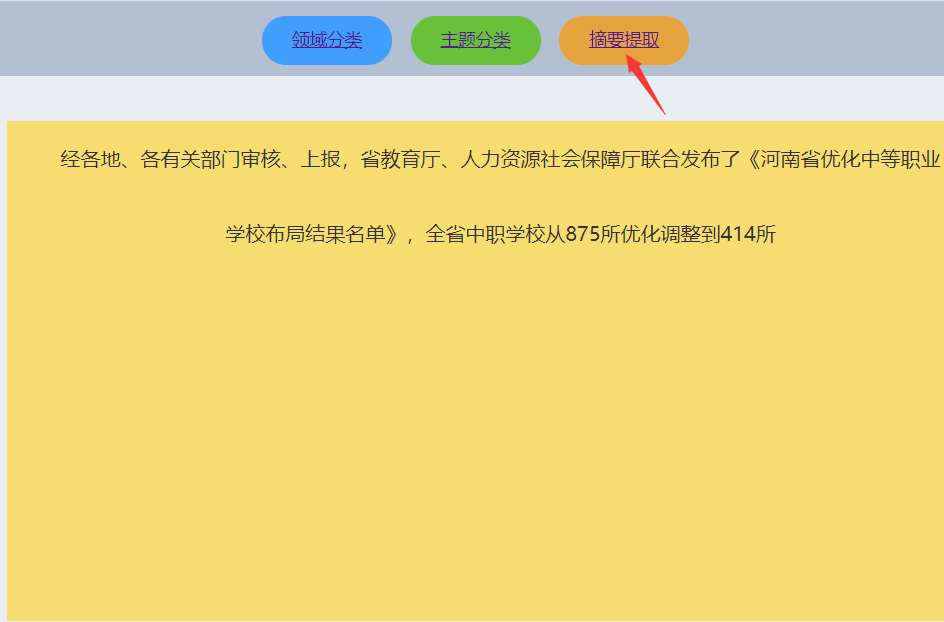 领域分类 主题分类 摘要提取
经各地、各有关部门审核、上报，省教育厅、人力资源社会保障厅联合发布了《河南省优化中等职业
学校布局结果名单》，全省中职学校从875所优化调整到414所